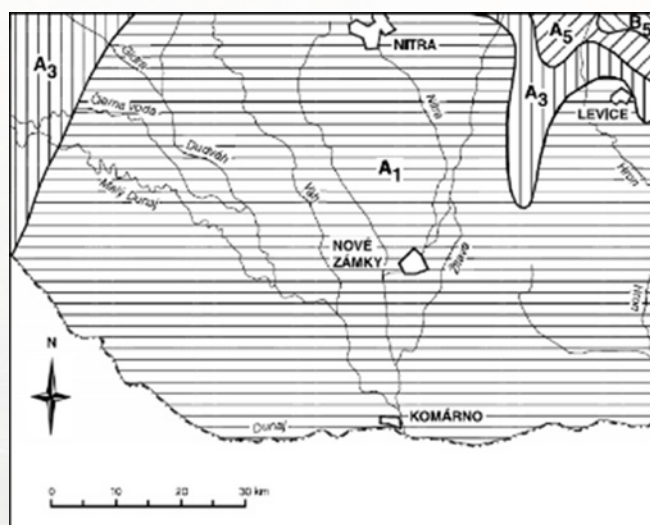 A5
B5
NITRA
A3
A3
LEVICE
Čierna voda
Dudváh
Nitra
A1
Malý Dunaj
Váh
Hron
NOVÉ
ZÁMKY
Žitava
Hron
N
KOMÁRNO
Dunaj
0 10 20 30 km